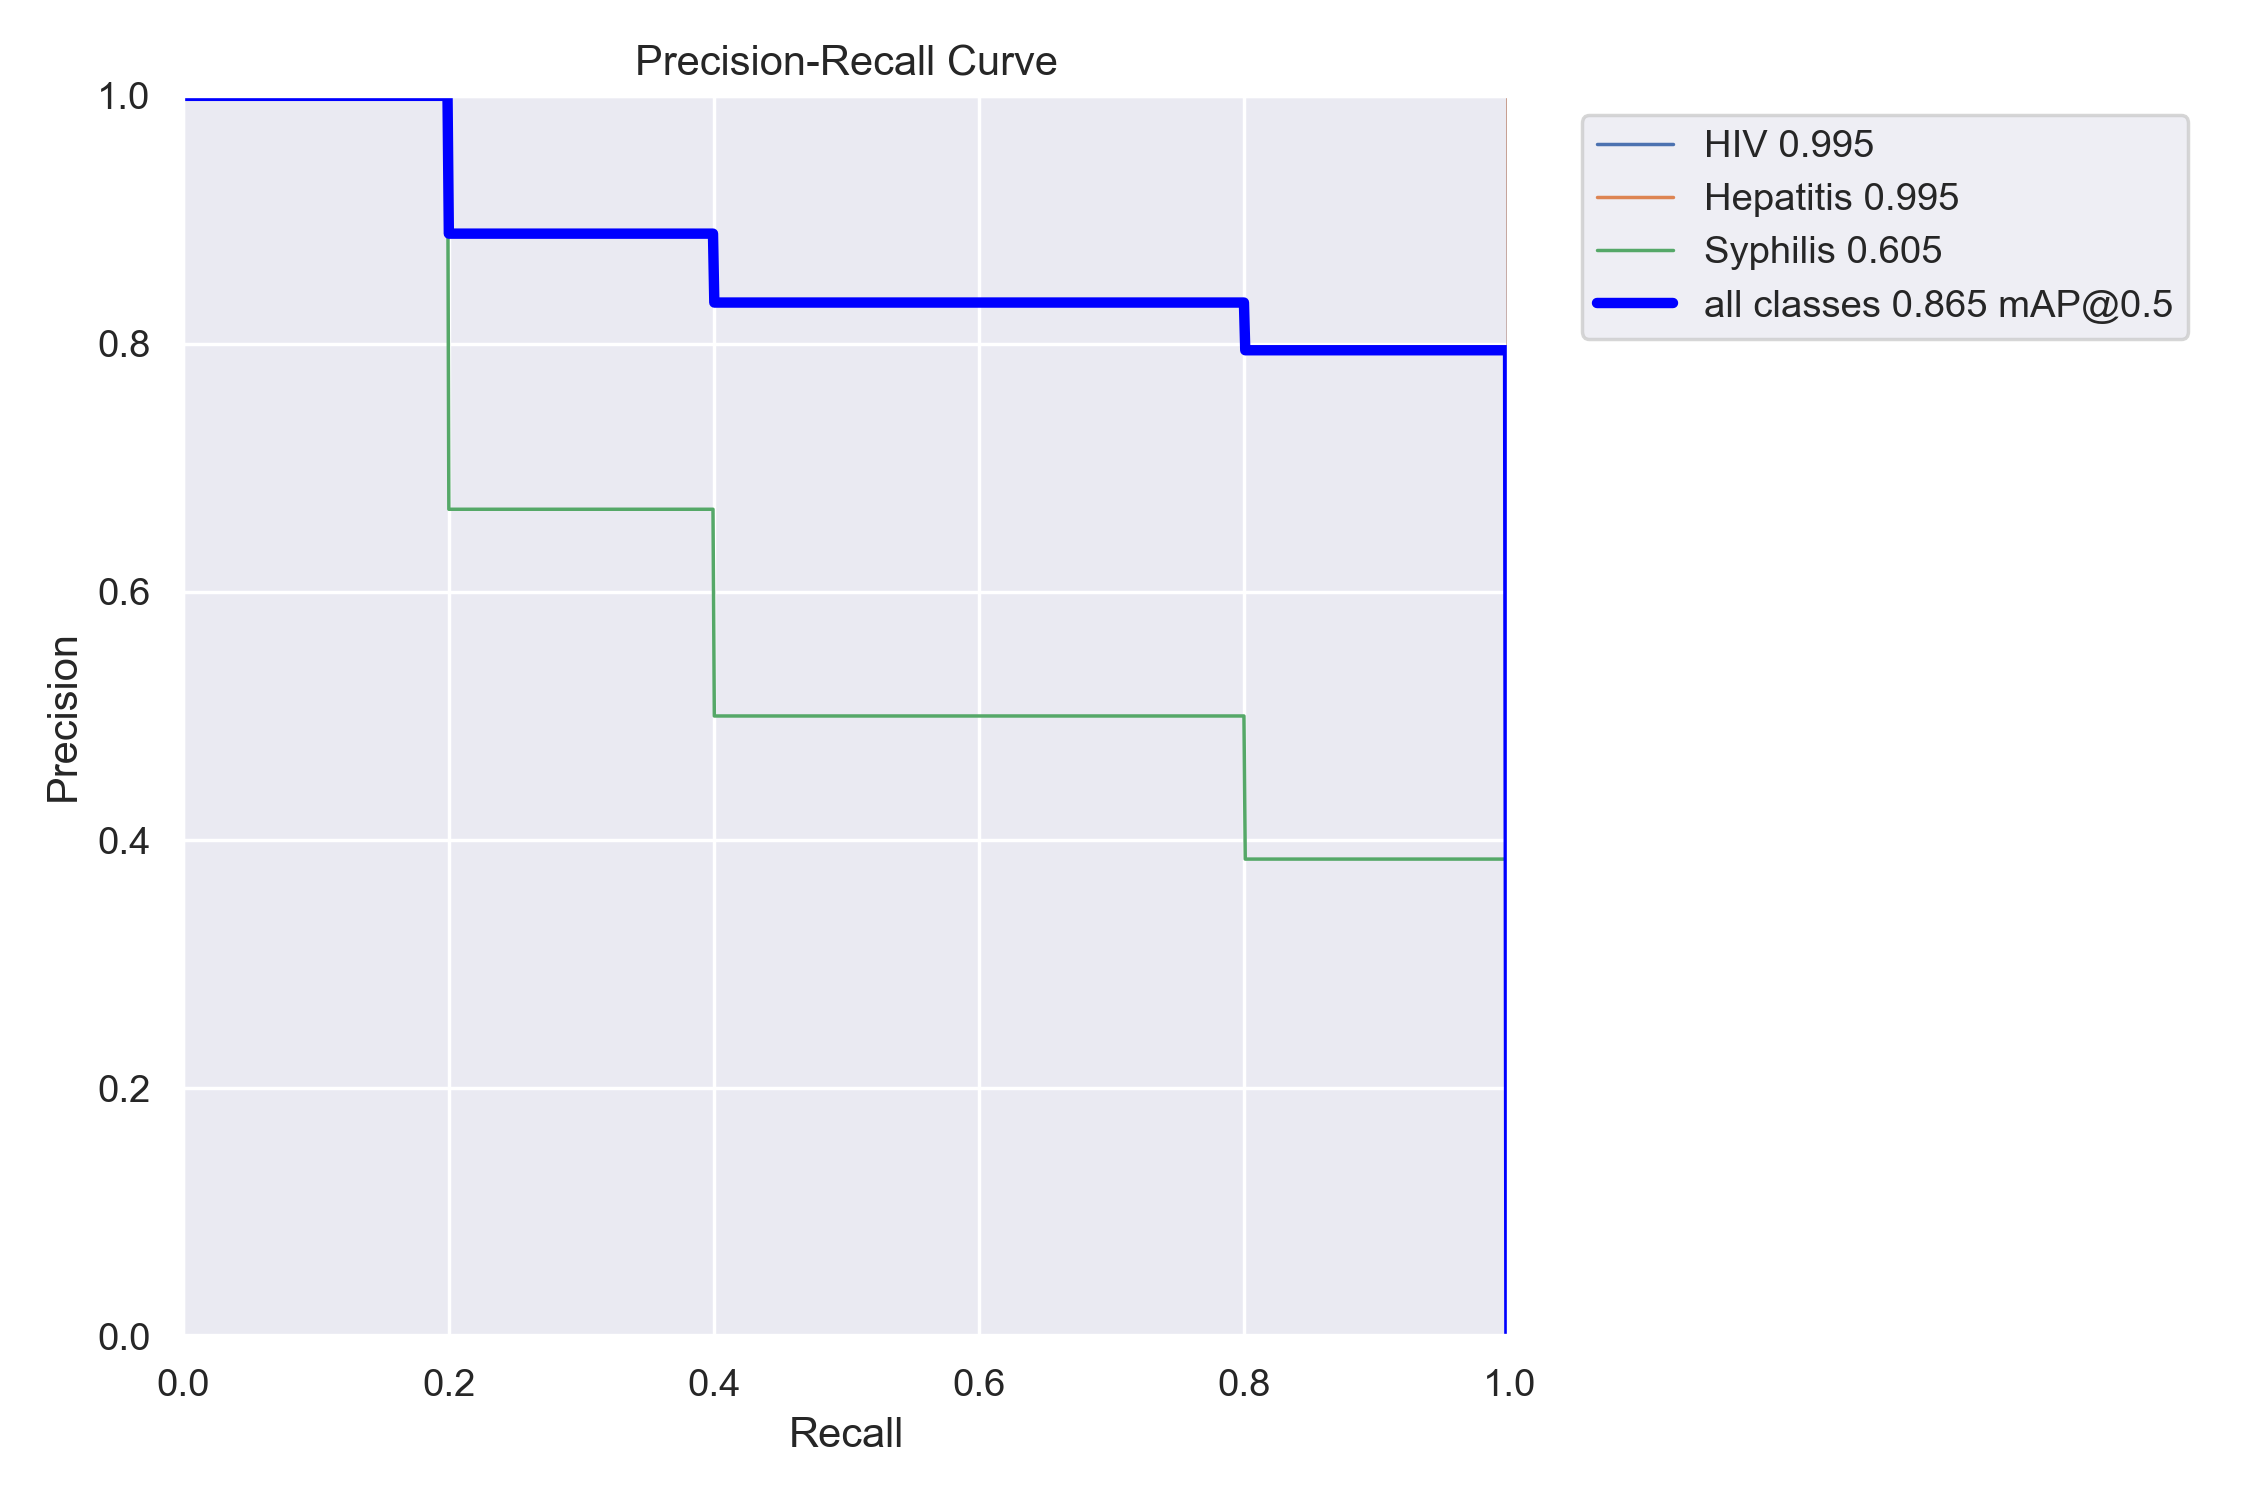 Precision-Recall Curve
1.0
0.8
0.6
0.4
0.2
0.0
Precision
0.0 0.2 0.4 0.6 0.8 1.0
Recall
HIV 0.995
Hepatitis 0.995
Syphilis 0.605
all classes 0.865 mAP@0.5